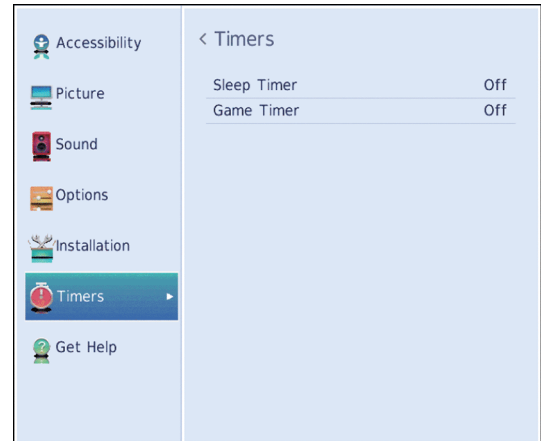 Accessibility
Picture
Sound
Options
Installation
Timers
Get Help
< Timers
Sleep Timer Off
Game Timer Off